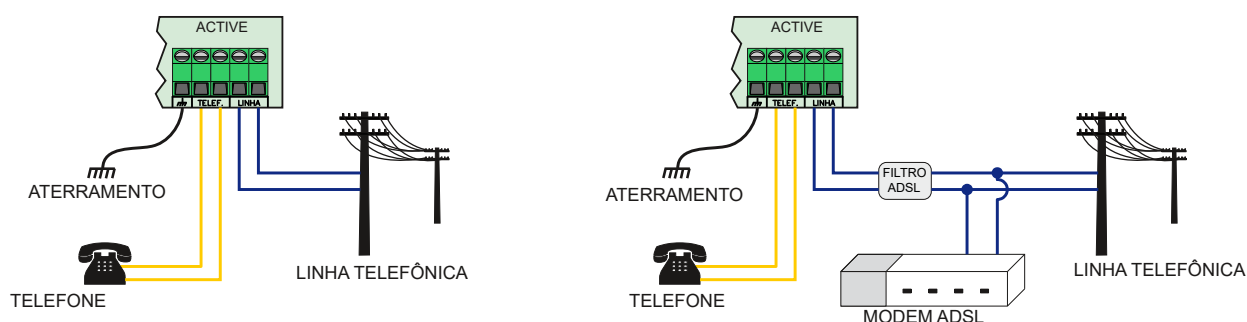 ACTIVE
TELEF. LINHA
ATERRAMENTO
LINHA TELEFÔNICA
TELEFONE
ACTIVE
TELEF. LINHA
FILTRO
ADSL
ATERRAMENTO
LINHA TELEFÔNICA
TELEFONE
MODEM ADSL